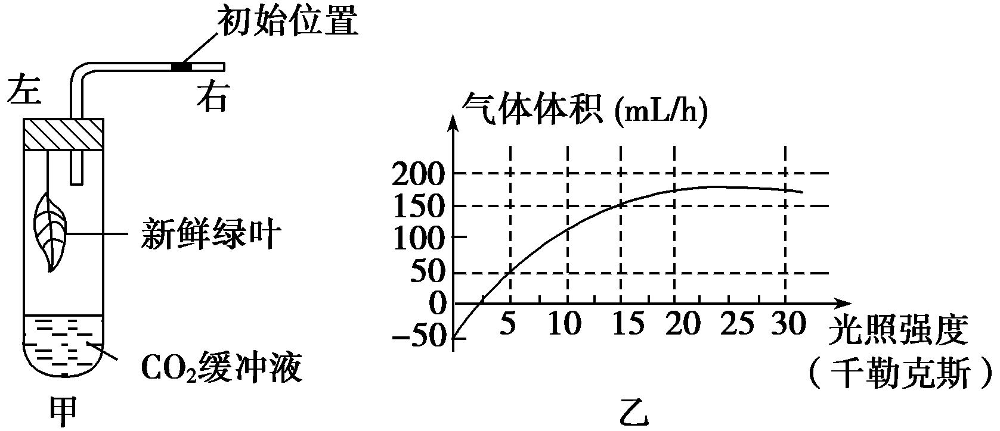 初始位置
左
右
新鲜绿叶
CO₂缓冲液
甲
气体体积 (mL/h)
200
150
100
50
0
-50
5 10 15 20 25 30
光照强度
(千勒克斯)
乙